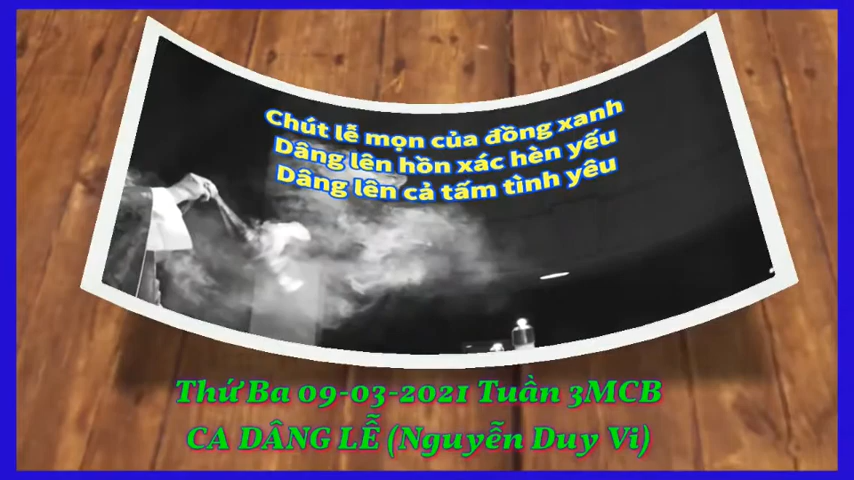 Chút lễ mọn của đồng xanh
Dâng lên hồn xác hèn yếu
Dâng lên cả tấm tình yêu
Thứ Ba 09-03-2021 Tuần 3MCB
CA DÂNG LỄ (Nguyễn Duy Vi)